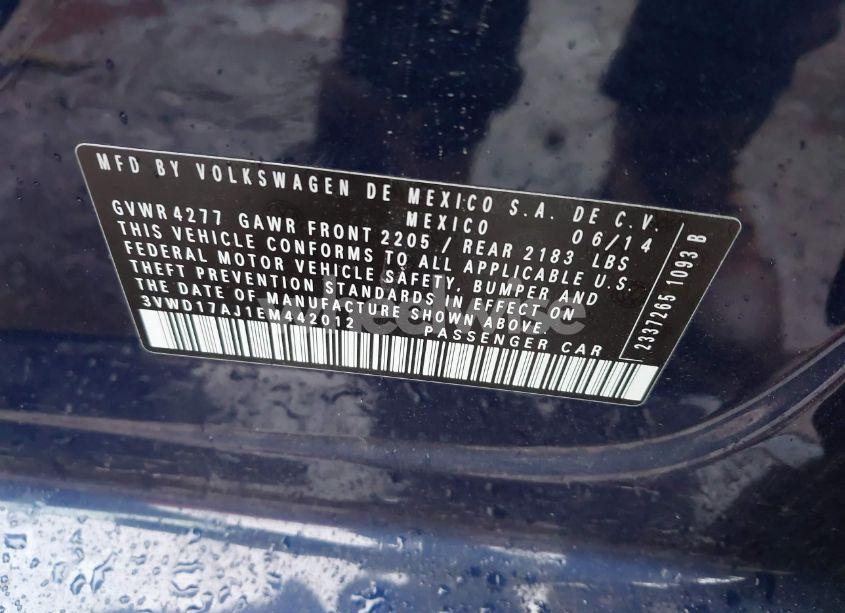 MFD BY VOLKSWAGEN DE MEXICO S.A. DE C.V.
MEXICO 06/14
GVWR 4277 GAWR FRONT 2205 / REAR 2183 LBS
THIS VEHICLE CONFORMS TO ALL APPLICABLE U.S.
FEDERAL MOTOR VEHICLE SAFETY, BUMPER AND
THEFT PREVENTION STANDARDS IN EFFECT ON
THE DATE OF MANUFACTURE SHOWN ABOVE.
3VWD17AJ1EM442012 PASSENGER CAR
2337265 1093 B